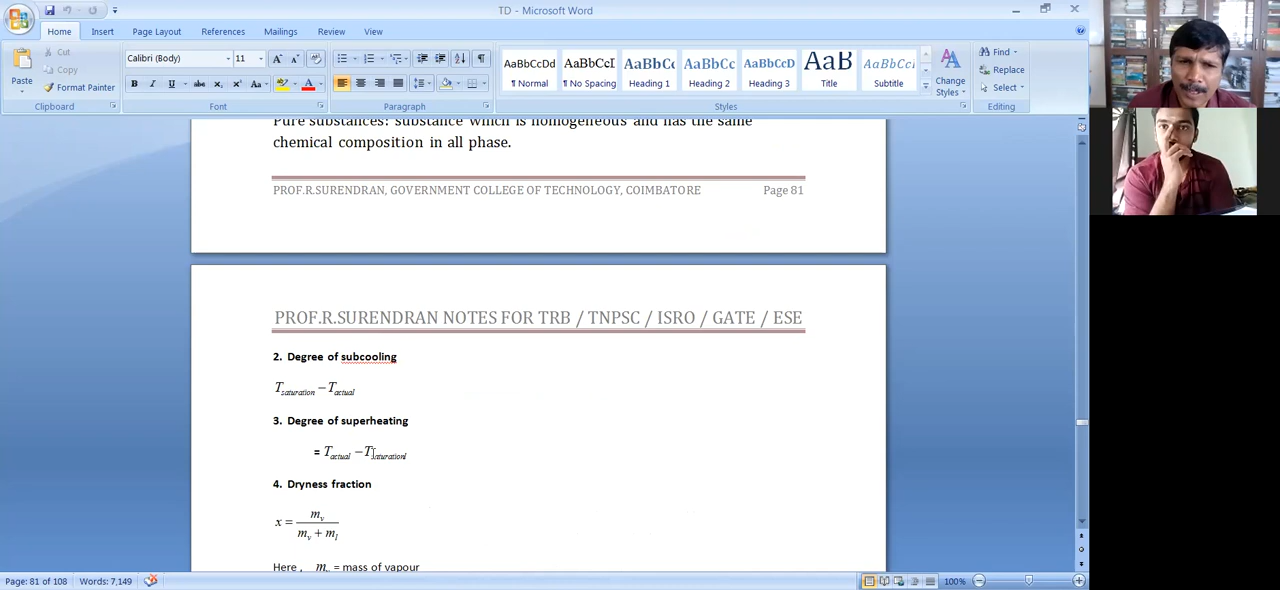 TD - Microsoft Word
Home Insert Page Layout References Mailings Review View
Paste
Cut
Copy
Format Painter
Clipboard
Calibri (Body) 11
Font
Paragraph
AaBbCcDd AaBbCcI AaBbC AaBbCc AaBbCcD AaB AaBbCcI
¶ Normal ¶ No Spacing Heading 1 Heading 2 Heading 3 Title Subtitle
Change Styles
Styles
Find
Replace
Select
Editing
Pure substances: substance which is homogeneous and has the same
chemical composition in all phase.
PROF.R.SURENDRAN, GOVERNMENT COLLEGE OF TECHNOLOGY, COIMBATORE Page 81
PROF.R.SURENDRAN NOTES FOR TRB / TNPSC / ISRO / GATE / ESE
2. Degree of subcooling
T_saturation − T_actual
3. Degree of superheating
= T_actual − T_saturationl
4. Dryness fraction
x = m_v / (m_v + m_l)
Here , m_v = mass of vapour
Page: 81 of 108 Words: 7,149 100%